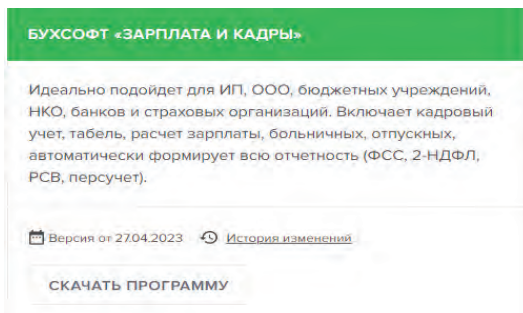 БУХСОФТ «ЗАРПЛАТА И КАДРЫ»
Идеально подойдет для ИП, ООО, бюджетных учреждений,
НКО, банков и страховых организаций. Включает кадровый
учет, табель, расчет зарплаты, больничных, отпускных,
автоматически формирует всю отчетность (ФСС, 2-НДФЛ,
РСВ, персучет).
Версия от 27.04.2023 История изменений
СКАЧАТЬ ПРОГРАММУ